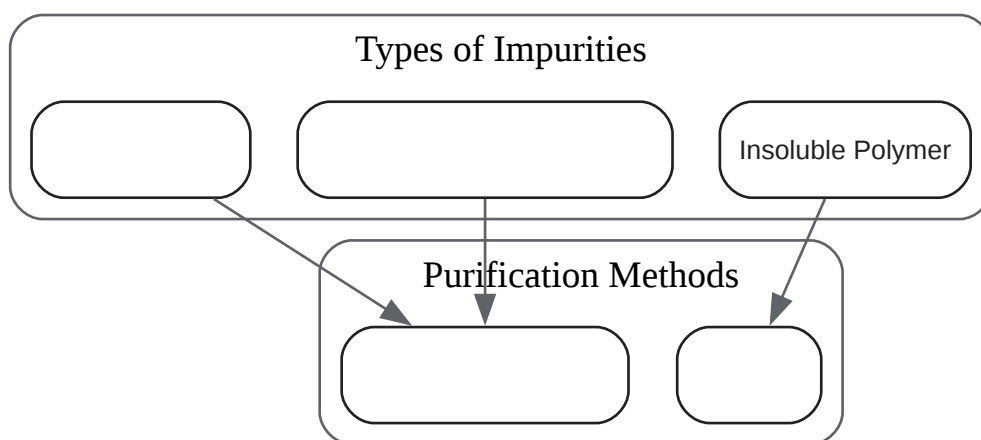 Types of Impurities
Insoluble Polymer
Purification Methods